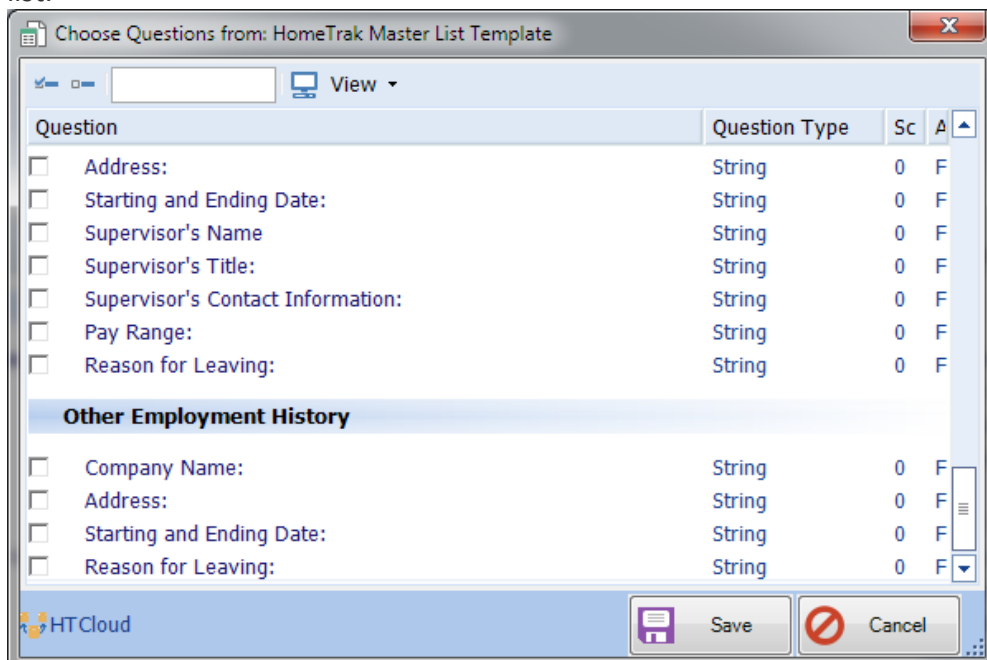 Choose Questions from: HomeTrak Master List Template
View
Question Question Type Sc A
Address: String 0 F
Starting and Ending Date: String 0 F
Supervisor's Name String 0 F
Supervisor's Title: String 0 F
Supervisor's Contact Information: String 0 F
Pay Range: String 0 F
Reason for Leaving: String 0 F
Other Employment History
Company Name: String 0 F
Address: String 0 F
Starting and Ending Date: String 0 F
Reason for Leaving: String 0 F
HTCloud Save Cancel